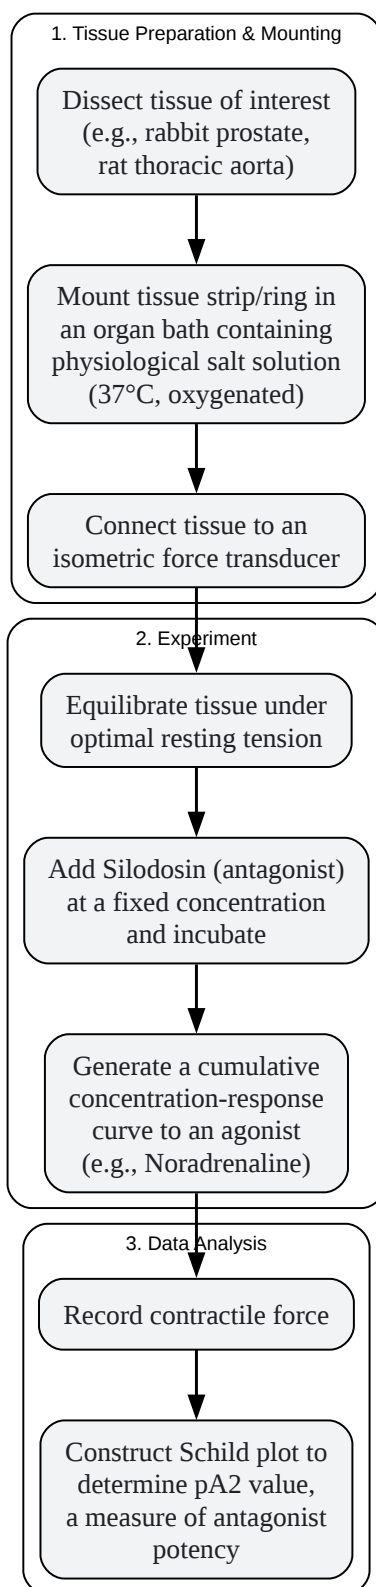 1. Tissue Preparation & Mounting
Dissect tissue of interest
(e.g., rabbit prostate,
rat thoracic aorta)
Mount tissue strip/ring in
an organ bath containing
physiological salt solution
(37°C, oxygenated)
Connect tissue to an
isometric force transducer
2. Experiment
Equilibrate tissue under
optimal resting tension
Add Silodosin (antagonist)
at a fixed concentration
and incubate
Generate a cumulative
concentration-response
curve to an agonist
(e.g., Noradrenaline)
3. Data Analysis
Record contractile force
Construct Schild plot to
determine pA2 value,
a measure of antagonist
potency